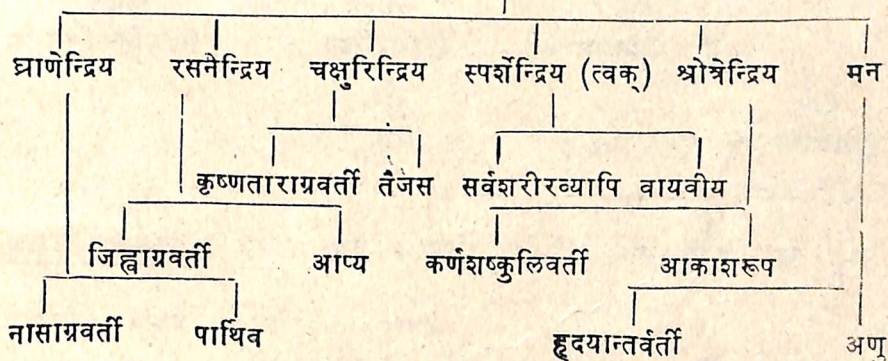 घ्राणेन्द्रिय रसनेन्द्रिय चक्षुरिन्द्रिय स्पर्शेन्द्रिय (त्वक्) श्रोत्रेन्द्रिय मन
कृष्णताराग्रवर्ती तैजस सर्वशरीरव्यापि वायवीय
जिह्वाग्रवर्ती आप्य कर्णशष्कुलिवर्ती आकाशरूप
नासाग्रवर्ती पार्थिव हृदयान्तर्वर्ती अणु